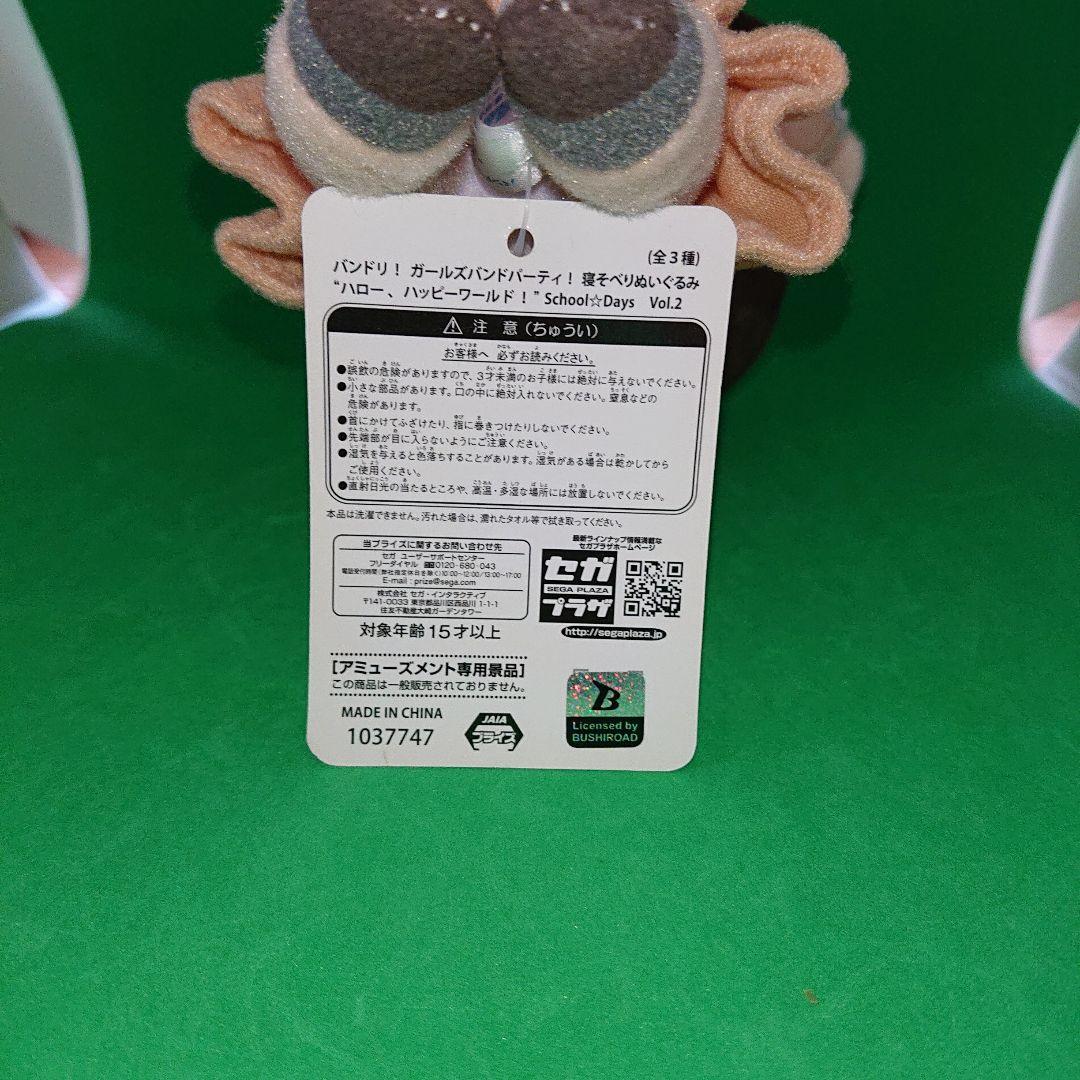 (全3種)
バンドリ! ガールズバンドパーティ! 寝そべりぬいぐるみ
“ハロー、ハッピーワールド!” School☆Days Vol.2
注 意 (ちゅうい)
お客様へ 必ずお読みください。
●誤飲の危険がありますので、3才未満のお子様には絶対に与えないでください。
●小さな部品があります。口の中に絶対入れないでください。窒息などの
危険があります。
●首にかけてふざけたり、指に巻きつけたりしないでください。
●先端部が目に入らないようにご注意ください。
●湿気を与えると色落ちすることがあります。湿気がある場合は乾かしてから
ご使用ください。
●直射日光の当たるところや、高温・多湿な場所には放置しないでください。
本品は洗濯できません。汚れた場合は、濡れたタオル等で拭き取ってください。
当プライズに関するお問い合わせ先
セガ ユーザーサポートセンター
フリーダイヤル 0120-680-043
電話受付時間(弊社指定休日を除く)10:00~12:00/13:00~17:00
E-mail : prize@sega.com
株式会社 セガ・インタラクティブ
〒141-0033 東京都品川区西品川 1-1-1
住友不動産大崎ガーデンタワー
最新ラインナップ情報満載な
セガプラザホームページ
セガ
SEGA PLAZA
プラザ
http://segaplaza.jp
対象年齢15才以上
[アミューズメント専用景品]
この商品は一般販売されておりません。
MADE IN CHINA
1037747
JAIA
プライズ
B
Licensed by
BUSHIROAD